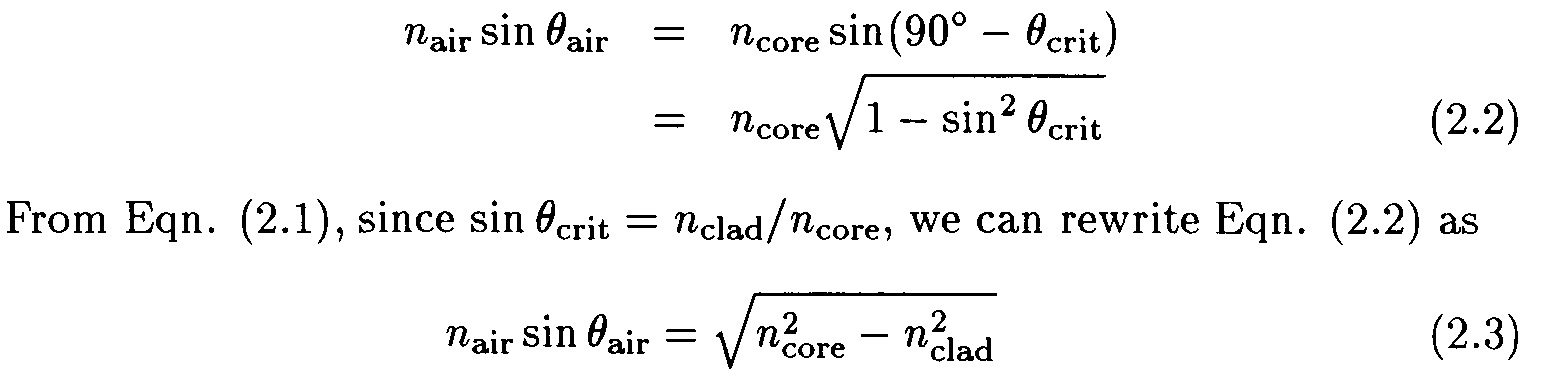 n_air sin θ_air = n_core sin(90° − θ_crit)
= n_core √(1 − sin² θ_crit) (2.2)
From Eqn. (2.1), since sin θ_crit = n_clad/n_core, we can rewrite Eqn. (2.2) as
n_air sin θ_air = √(n²_core − n²_clad) (2.3)